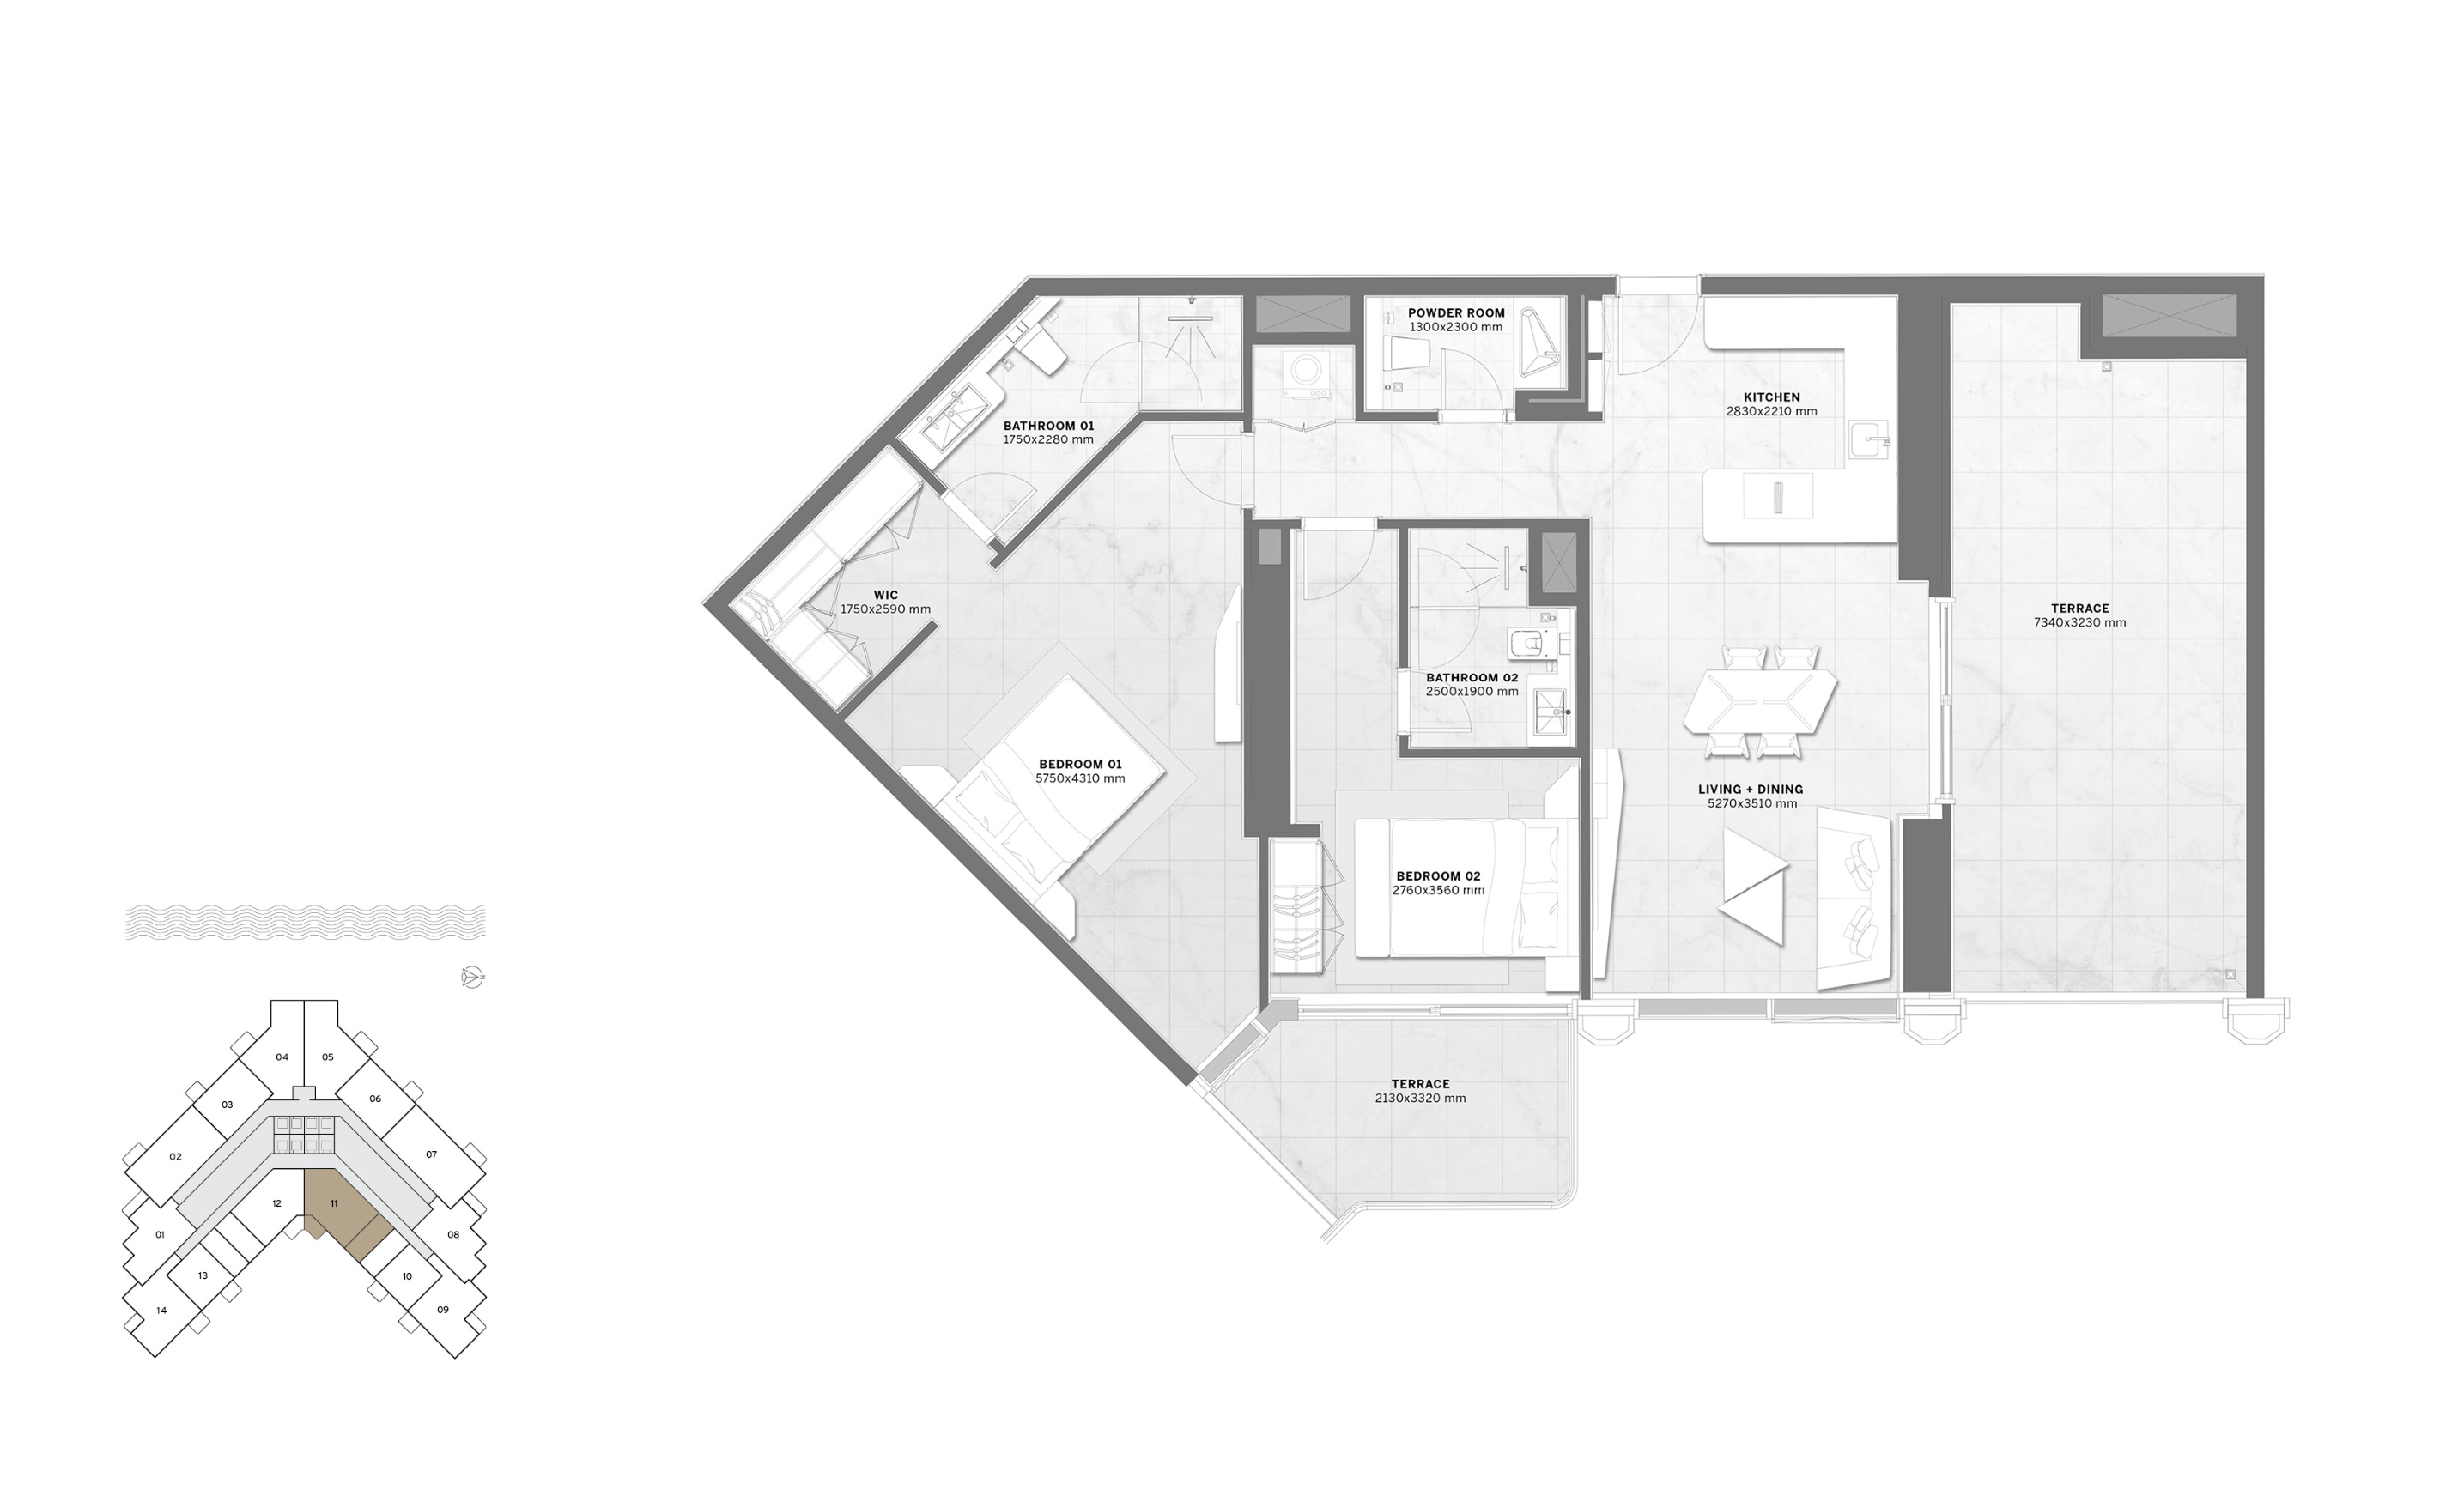 POWDER ROOM
1300x2300 mm
KITCHEN
2830x2210 mm
BATHROOM 01
1750x2280 mm
WIC
1750x2590 mm
TERRACE
7340x3230 mm
BATHROOM 02
2500x1900 mm
BEDROOM 01
5750x4310 mm
LIVING + DINING
5270x3510 mm
BEDROOM 02
2760x3560 mm
TERRACE
2130x3320 mm
N
04
05
03
06
02
07
12
11
01
08
13
10
14
09